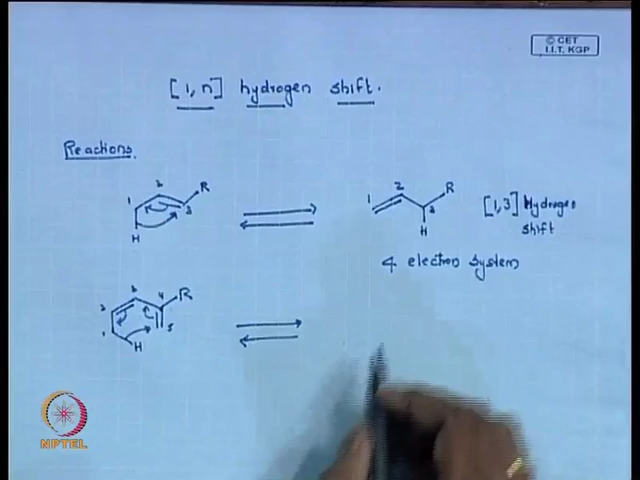 © CET
I.I.T. KGP
[1,n] hydrogen shift.
Reactions.
1 2 3 R H
1 2 3 R H
[1,3] Hydrogen
shift
4 electron system
1 2 3 4 5 R H
NPTEL